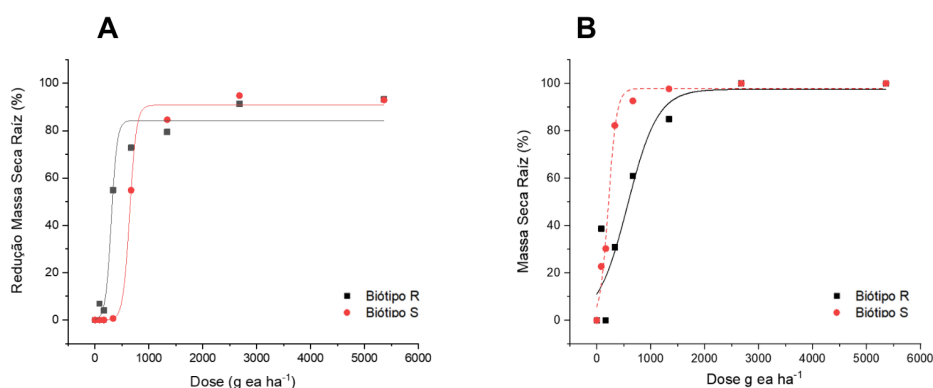 A
Redução Massa Seca Raíz (%)
100
80
60
40
20
0
Biótipo R
Biótipo S
0 1000 2000 3000 4000 5000 6000
Dose (g ea ha⁻¹)
B
Massa Seca Raíz (%)
100
80
60
40
20
0
Biótipo R
Biótipo S
0 1000 2000 3000 4000 5000 6000
Dose g ea ha⁻¹